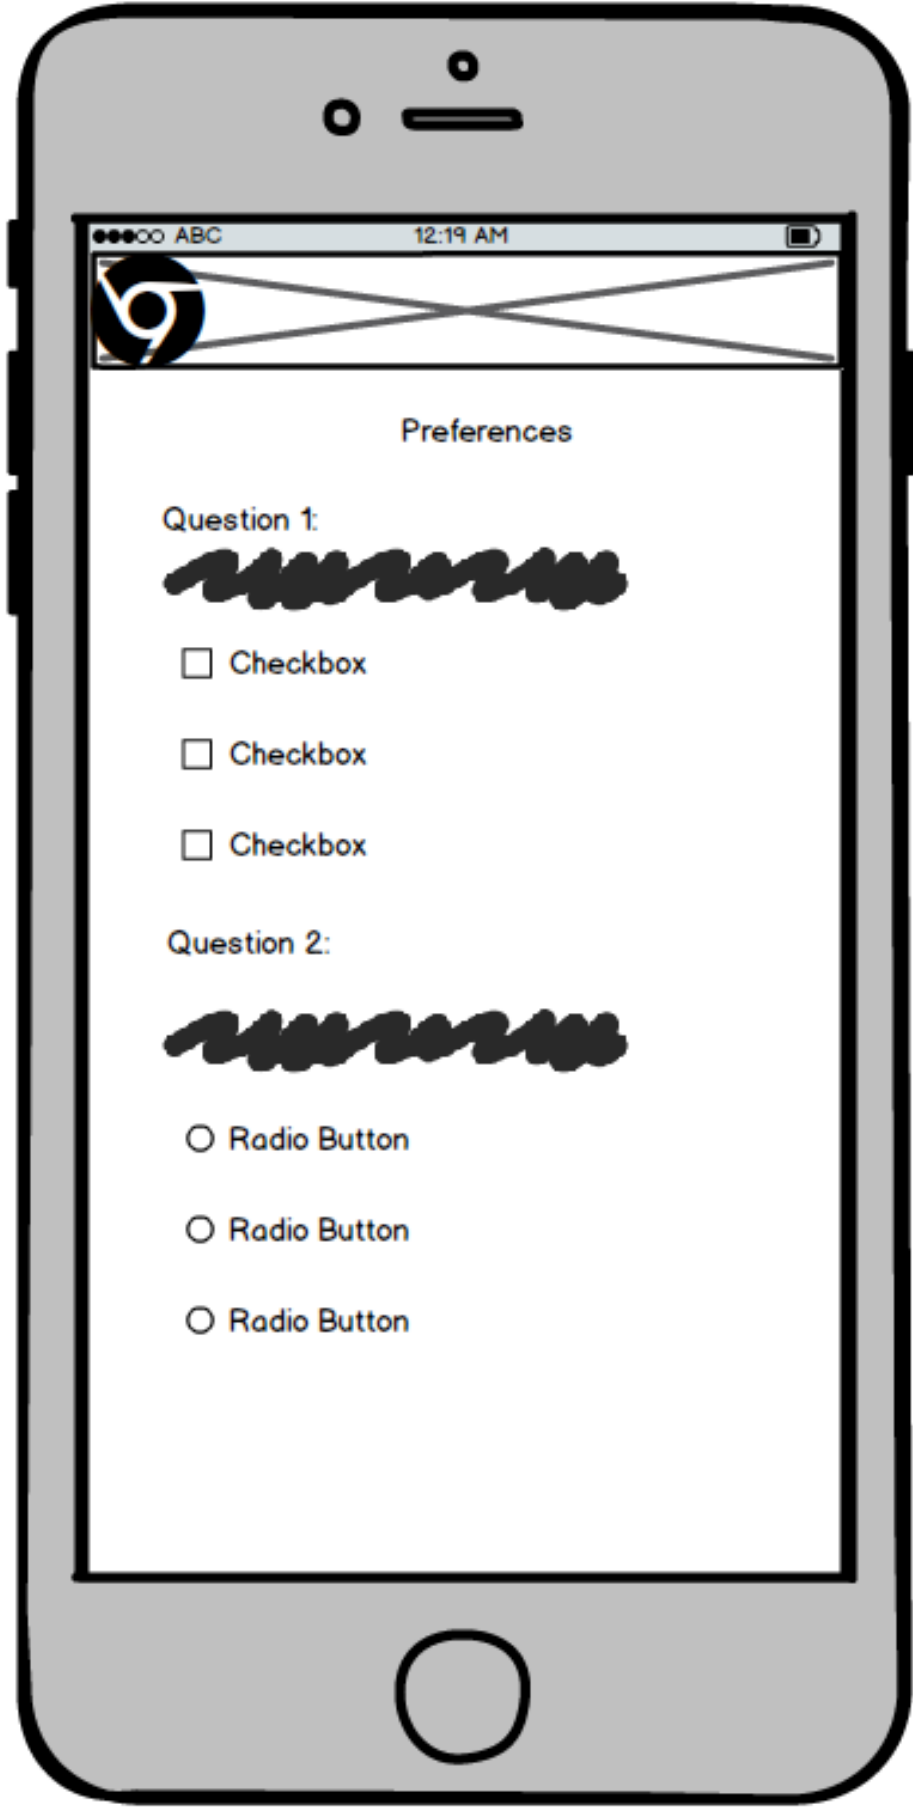 ABC 12:19 AM
Preferences
Question 1:
Checkbox
Checkbox
Checkbox
Question 2:
Radio Button
Radio Button
Radio Button